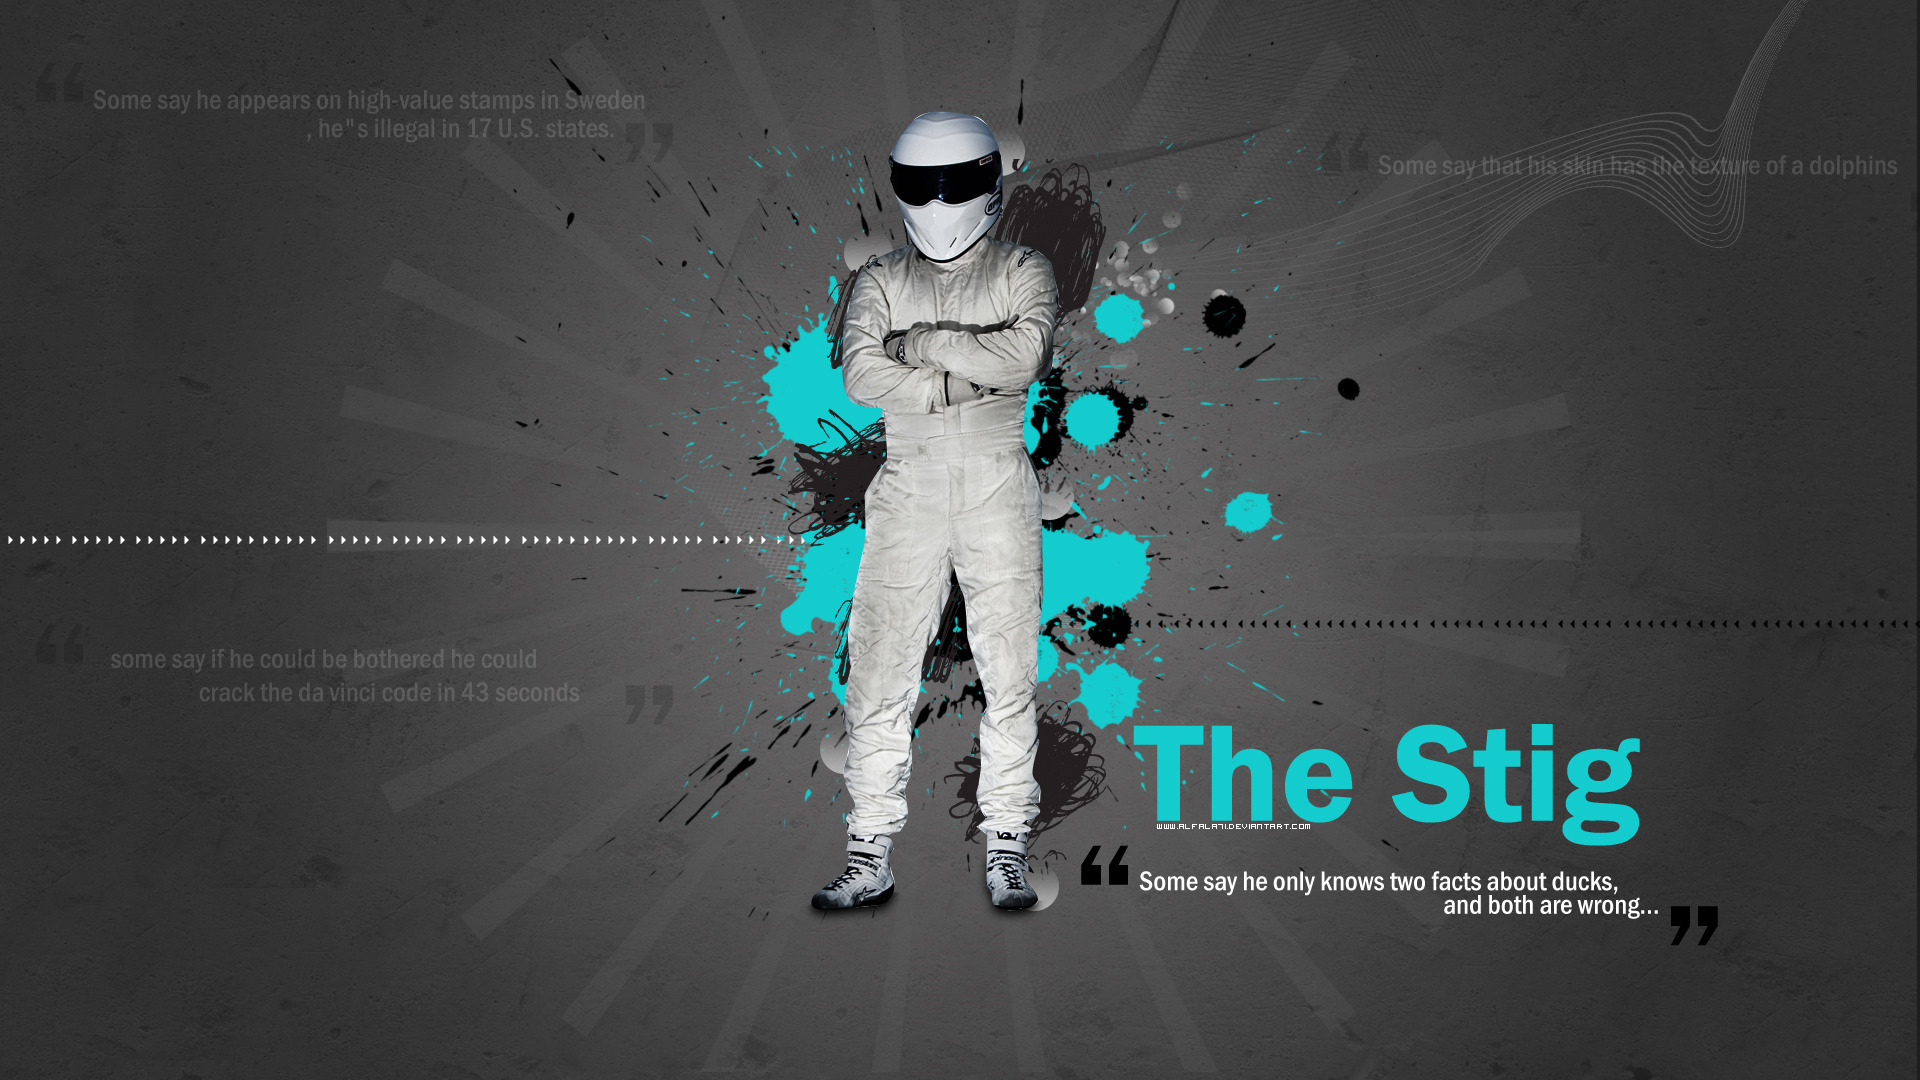 Some say he appears on high-value stamps in Sweden
, he"s illegal in 17 U.S. states.
Some say that his skin has the texture of a dolphins
some say if he could be bothered he could
crack the da vinci code in 43 seconds
The Stig
WWW.ALFALA71.DEVIANTART.COM
“ Some say he only knows two facts about ducks,
and both are wrong... ”